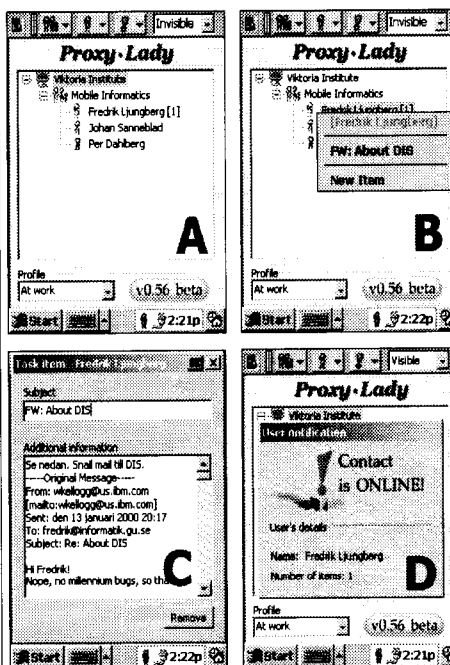 Invisible
Proxy·Lady
Viktoria Institute
Mobile Informatics
Fredrik Ljungberg [1]
Johan Sanneblad
Per Dahlberg
A
Profile
At work
v0.56 beta
Start
2:21p
Invisible
Proxy·Lady
Viktoria Institute
Mobile Informatics
Fredrik Ljungberg [1]
[Fredrik Ljungberg]
FW: About DIS
New Item
B
Profile
At work
v0.56 beta
Start
2:22p
Task item - Fredrik Ljungberg
Subject
FW: About DIS
Additional information
Se nedan. Snail mail till DIS.
-----Original Message-----
From: wkellogg@us.ibm.com
[mailto:wkellogg@us.ibm.com]
Sent: den 13 januari 2000 20:17
To: fredrik@informatik.gu.se
Subject: Re: About DIS
Hi Fredrik!
Nope, no millennium bugs, so tha
C
Remove
Start
2:22p
Visible
Proxy·Lady
Viktoria Institute
User notification
Contact
is ONLINE!
User's details
Name: Fredrik Ljungberg
Number of items: 1
D
Profile
At work
v0.56 beta
Start
2:21p